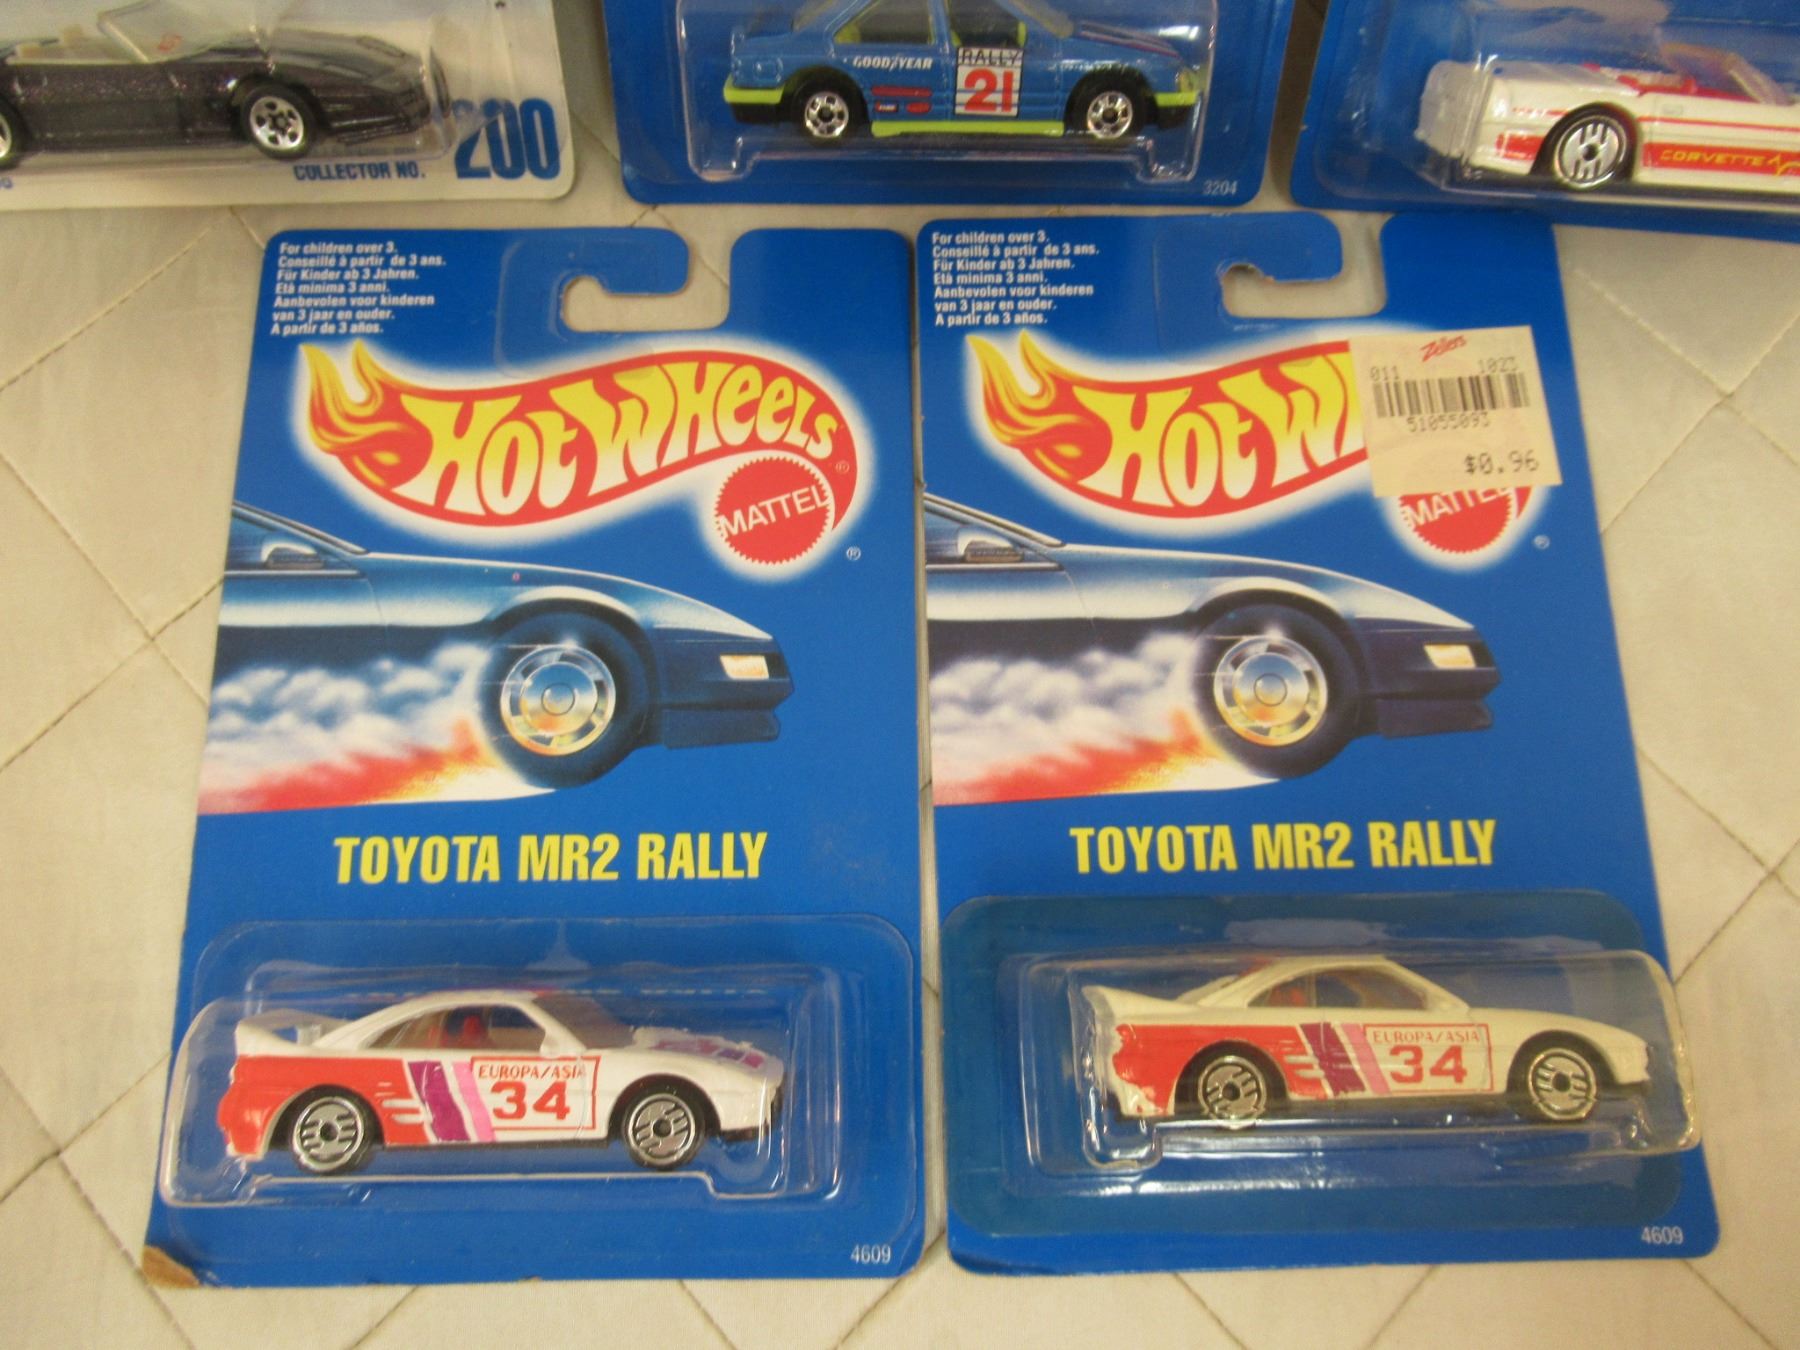 COLLECTOR NO. 200
GOODYEAR
RALLY
21
3204
CORVETTE
For children over 3.
Conseillé à partir de 3 ans.
Für Kinder ab 3 Jahren.
Età minima 3 anni.
Aanbevolen voor kinderen
van 3 jaar en ouder.
A partir de 3 años.
HOT WHEELS
®
MATTEL
®
TOYOTA MR2 RALLY
EUROPA/ASIA
34
4609
For children over 3.
Conseillé à partir de 3 ans.
Für Kinder ab 3 Jahren.
Età minima 3 anni.
Aanbevolen voor kinderen
van 3 jaar en ouder.
A partir de 3 años.
Zellers
011 1023
51055093
$0.96
HOT WH
MATTEL
®
TOYOTA MR2 RALLY
EUROPA/ASIA
34
4609